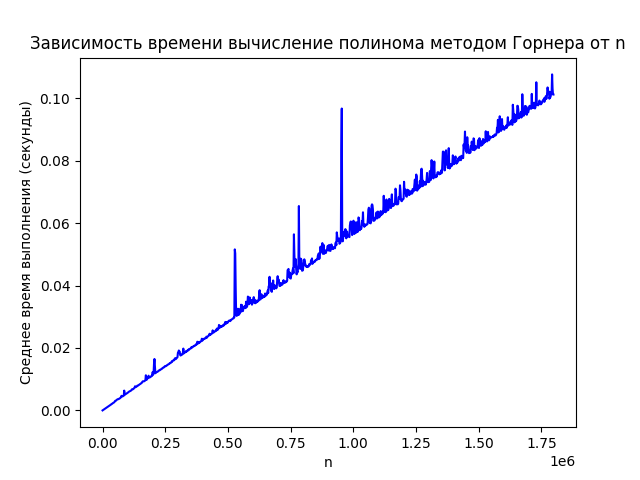 Зависимость времени вычисление полинома методом Горнера от n
Среднее время выполнения (секунды)
0.10
0.08
0.06
0.04
0.02
0.00
0.00 0.25 0.50 0.75 1.00 1.25 1.50 1.75
1e6
n